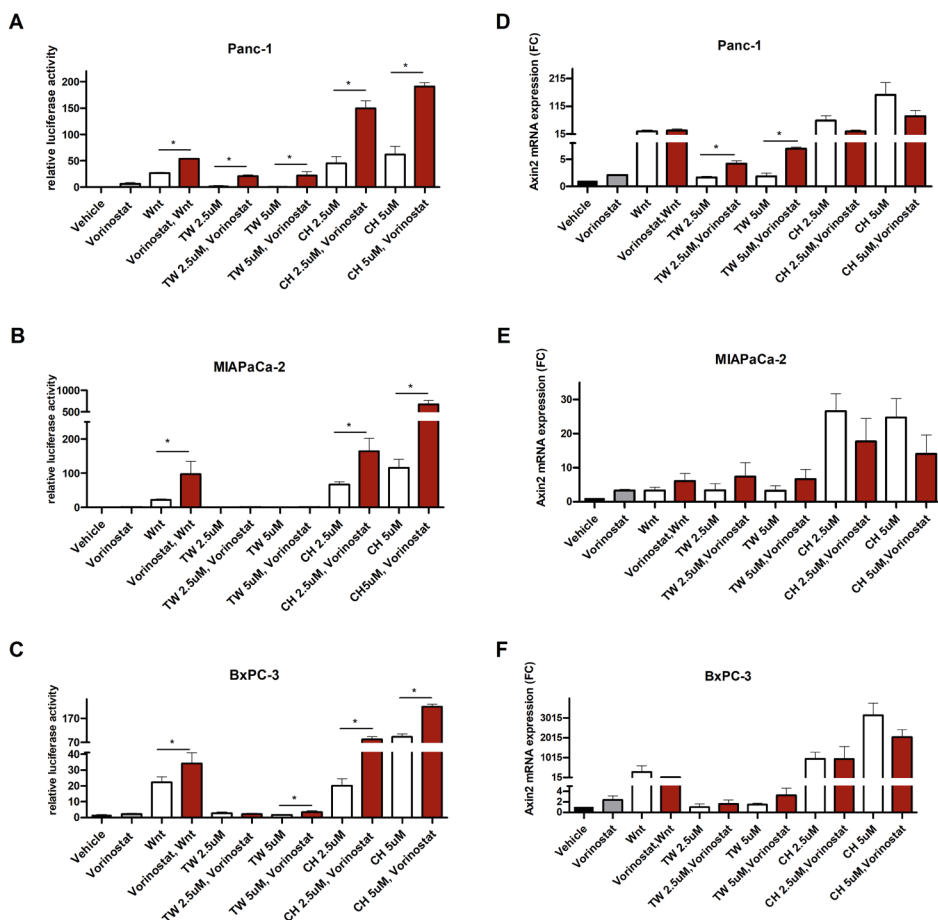 A
Panc-1
relative luciferase activity
200
150
100
50
0
* * * * *
Vehicle
Vorinostat
Wnt
Vorinostat, Wnt
TW 2.5uM
TW 2.5uM, Vorinostat
TW 5uM
TW 5uM, Vorinostat
CH 2.5uM
CH 2.5uM, Vorinostat
CH 5uM
CH 5uM, Vorinostat
D
Panc-1
Axin2 mRNA expression (FC)
215
115
15
5
0
* *
Vehicle
Vorinostat
Wnt
Vorinostat,Wnt
TW 2.5uM
TW 2.5uM,Vorinostat
TW 5uM
TW 5uM,Vorinostat
CH 2.5uM
CH 2.5uM,Vorinostat
CH 5uM
CH 5uM,Vorinostat
B
MIAPaCa-2
relative luciferase activity
1000
500
200
100
0
* * *
Vehicle
Vorinostat
Wnt
Vorinostat, Wnt
TW 2.5uM
TW 2.5uM, Vorinostat
TW 5uM
TW 5uM, Vorinostat
CH 2.5uM
CH 2.5uM, Vorinostat
CH 5uM
CH5uM, Vorinostat
E
MIAPaCa-2
Axin2 mRNA expression (FC)
30
20
10
0
Vehicle
Vorinostat
Wnt
Vorinostat,Wnt
TW 2.5uM
TW 2.5uM,Vorinostat
TW 5uM
TW 5uM,Vorinostat
CH 2.5uM
CH 2.5uM,Vorinostat
CH 5uM
CH 5uM,Vorinostat
C
BxPC-3
relative luciferase activity
170
70
40
30
20
10
0
* * * *
Vehicle
Vorinostat
Wnt
Vorinostat, Wnt
TW 2.5uM
TW 2.5uM, Vorinostat
TW 5uM
TW 5uM, Vorinostat
CH 2.5uM
CH 2.5uM, Vorinostat
CH 5uM
CH 5uM, Vorinostat
F
BxPC-3
Axin2 mRNA expression (FC)
3015
1015
15
4
2
0
Vehicle
Vorinostat
Wnt
Vorinostat,Wnt
TW 2.5uM
TW 2.5uM,Vorinostat
TW 5uM
TW 5uM,Vorinostat
CH 2.5uM
CH 2.5uM,Vorinostat
CH 5uM
CH 5uM,Vorinostat